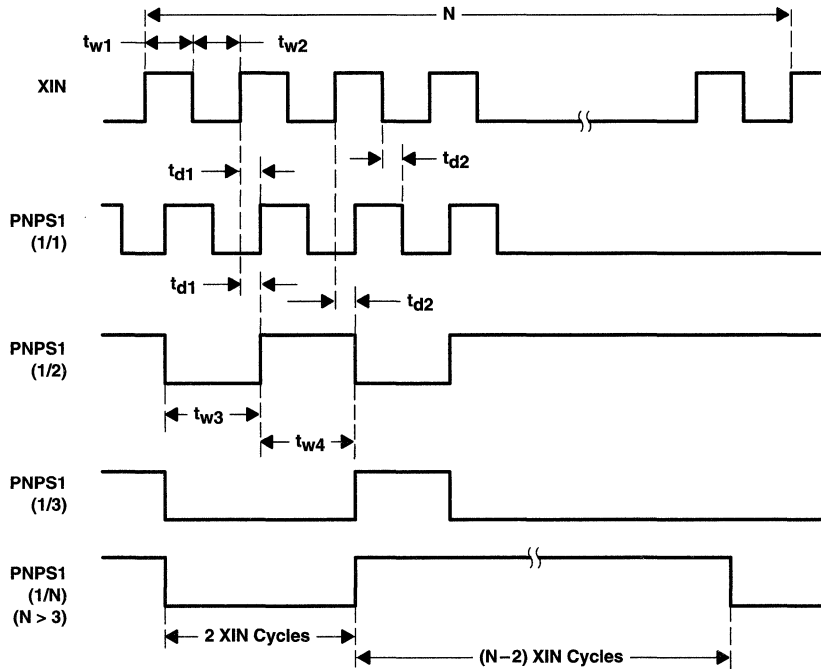 N
tw1
tw2
XIN
td1
td2
PNPS1
(1/1)
td1
td2
PNPS1
(1/2)
tw3
tw4
PNPS1
(1/3)
PNPS1
(1/N)
(N > 3)
2 XIN Cycles
(N−2) XIN Cycles